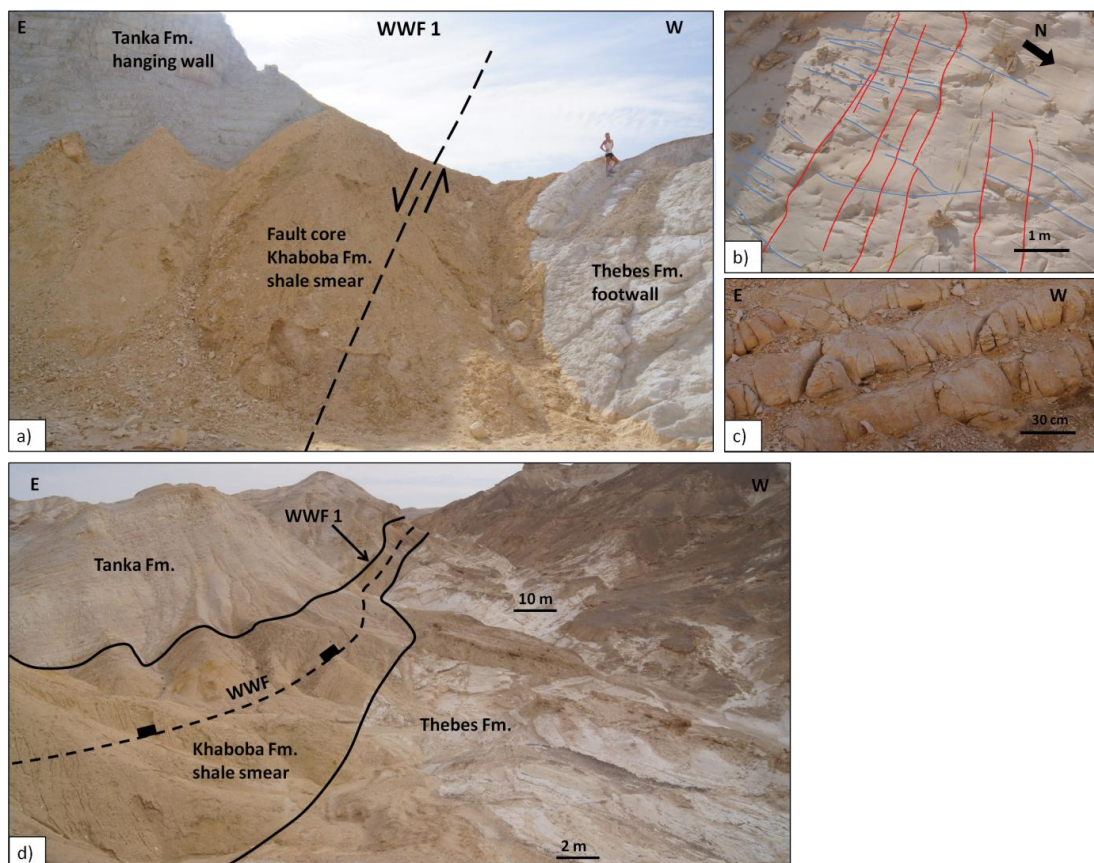 E
WWF 1
W
Tanka Fm.
hanging wall
Fault core
Khaboba Fm.
shale smear
Thebes Fm.
footwall
a)
N
1 m
b)
E
W
30 cm
c)
E
W
WWF 1
Tanka Fm.
10 m
WWF
Thebes Fm.
Khaboba Fm.
shale smear
2 m
d)